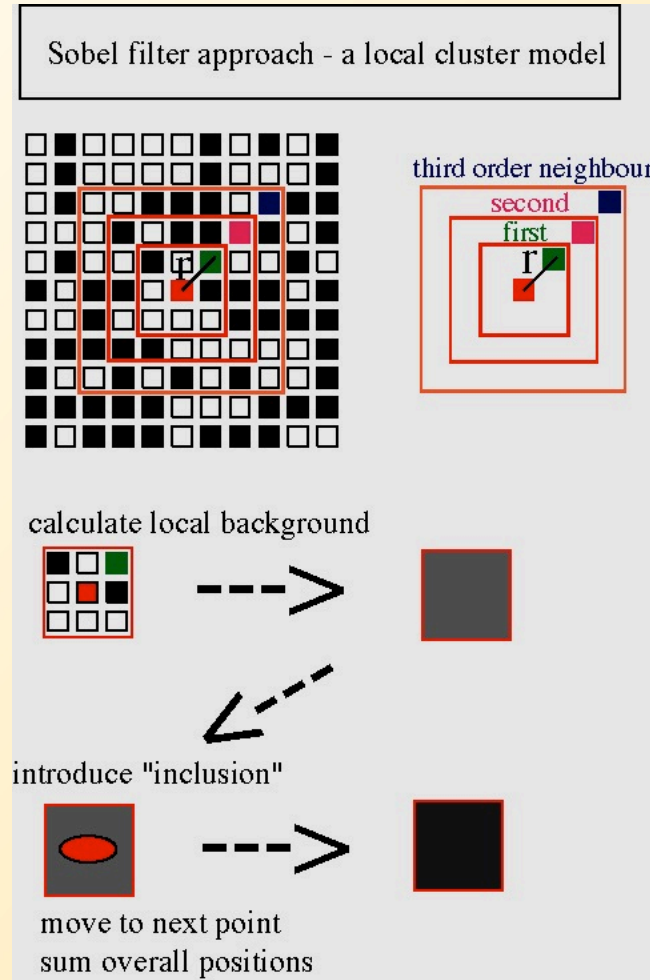 Sobel filter approach - a local cluster model
r
third order neighbour
second
first
r
calculate local background
introduce "inclusion"
move to next point
sum overall positions